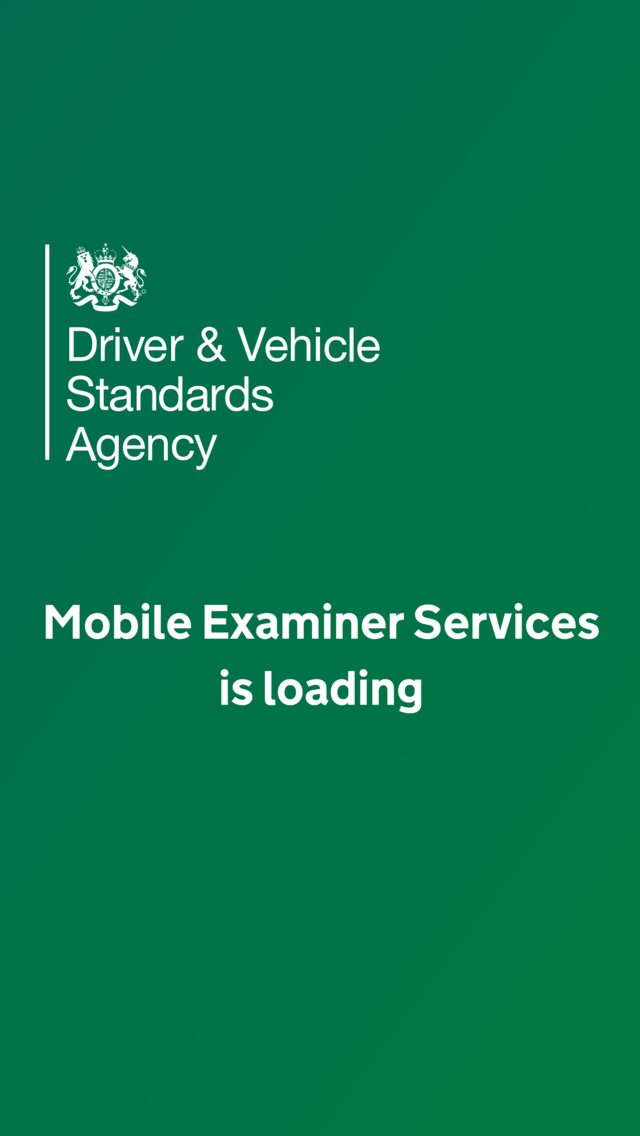 Driver & Vehicle
Standards
Agency
Mobile Examiner Services
is loading